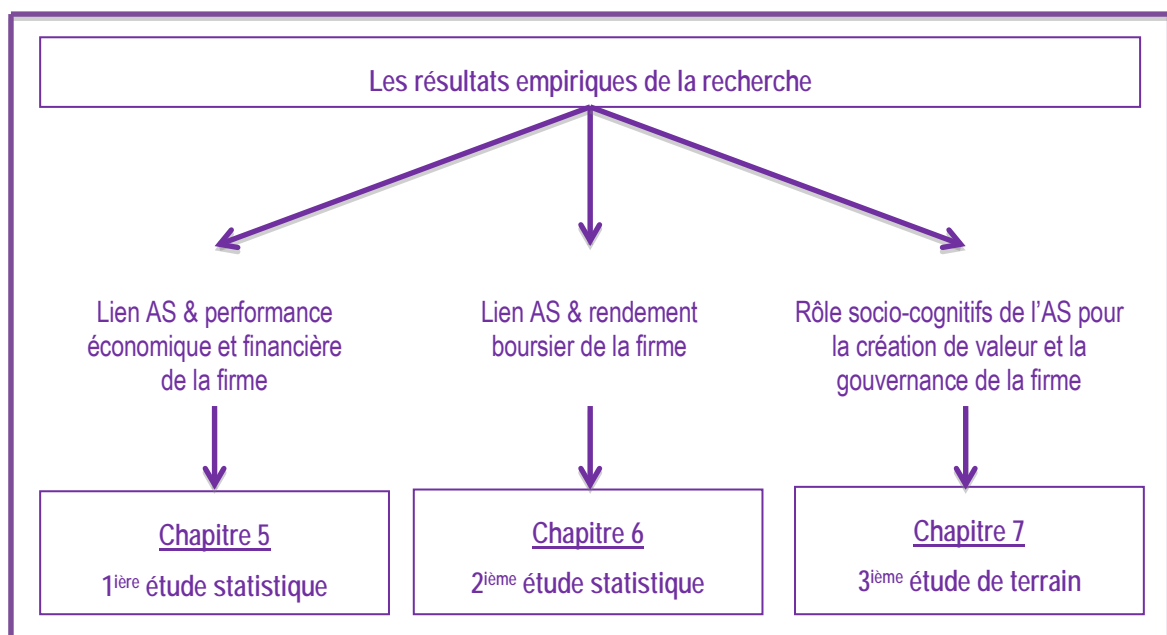 Les résultats empiriques de la recherche
Lien AS & performance
économique et financière
de la firme
Lien AS & rendement
boursier de la firme
Rôle socio-cognitifs de l'AS pour
la création de valeur et la
gouvernance de la firme
Chapitre 5
1ière étude statistique
Chapitre 6
2ième étude statistique
Chapitre 7
3ième étude de terrain